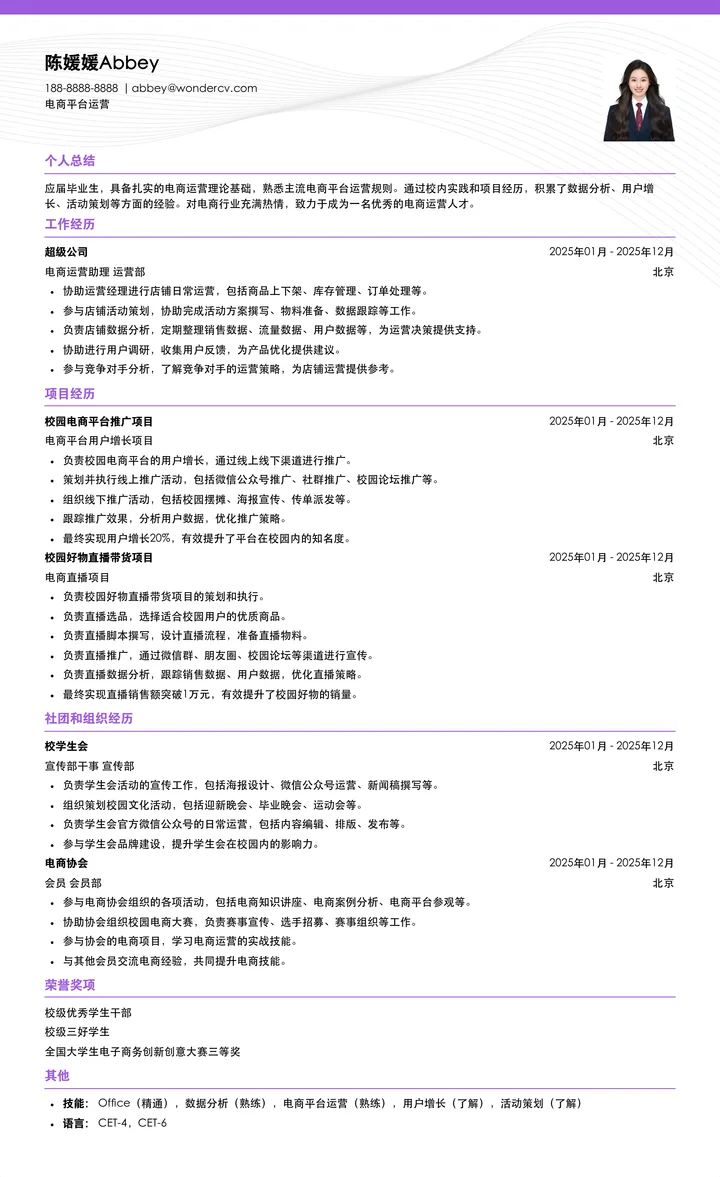 陈媛媛Abbey
188-8888-8888 | abbey@wondercv.com
电商平台运营
个人总结
应届毕业生，具备扎实的电商运营理论基础，熟悉主流电商平台运营规则。通过校内实践和项目经历，积累了数据分析、用户增
长、活动策划等方面的经验。对电商行业充满热情，致力于成为一名优秀的电商运营人才。
工作经历
超级公司 2025年01月 - 2025年12月
电商运营助理 运营部 北京
• 协助运营经理进行店铺日常运营，包括商品上下架、库存管理、订单处理等。
• 参与店铺活动策划，协助完成活动方案撰写、物料准备、数据跟踪等工作。
• 负责店铺数据分析，定期整理销售数据、流量数据、用户数据等，为运营决策提供支持。
• 协助进行用户调研，收集用户反馈，为产品优化提供建议。
• 参与竞争对手分析，了解竞争对手的运营策略，为店铺运营提供参考。
项目经历
校园电商平台推广项目 2025年01月 - 2025年12月
电商平台用户增长项目 北京
• 负责校园电商平台的用户增长，通过线上线下渠道进行推广。
• 策划并执行线上推广活动，包括微信公众号推广、社群推广、校园论坛推广等。
• 组织线下推广活动，包括校园摆摊、海报宣传、传单派发等。
• 跟踪推广效果，分析用户数据，优化推广策略。
• 最终实现用户增长20%，有效提升了平台在校园内的知名度。
校园好物直播带货项目 2025年01月 - 2025年12月
电商直播项目 北京
• 负责校园好物直播带货项目的策划和执行。
• 负责直播选品，选择适合校园用户的优质商品。
• 负责直播脚本撰写，设计直播流程，准备直播物料。
• 负责直播推广，通过微信群、朋友圈、校园论坛等渠道进行宣传。
• 负责直播数据分析，跟踪销售数据、用户数据，优化直播策略。
• 最终实现直播销售额突破1万元，有效提升了校园好物的销量。
社团和组织经历
校学生会 2025年01月 - 2025年12月
宣传部干事 宣传部 北京
• 负责学生会活动的宣传工作，包括海报设计、微信公众号运营、新闻稿撰写等。
• 组织策划校园文化活动，包括迎新晚会、毕业晚会、运动会等。
• 负责学生会官方微信公众号的日常运营，包括内容编辑、排版、发布等。
• 参与学生会品牌建设，提升学生会在校园内的影响力。
电商协会 2025年01月 - 2025年12月
会员 会员部 北京
• 参与电商协会组织的各项活动，包括电商知识讲座、电商案例分析、电商平台参观等。
• 协助协会组织校园电商大赛，负责赛事宣传、选手招募、赛事组织等工作。
• 参与协会的电商项目，学习电商运营的实战技能。
• 与其他会员交流电商经验，共同提升电商技能。
荣誉奖项
校级优秀学生干部
校级三好学生
全国大学生电子商务创新创意大赛三等奖
其他
• 技能： Office（精通）, 数据分析（熟练）, 电商平台运营（熟练）, 用户增长（了解）, 活动策划（了解）
• 语言： CET-4，CET-6